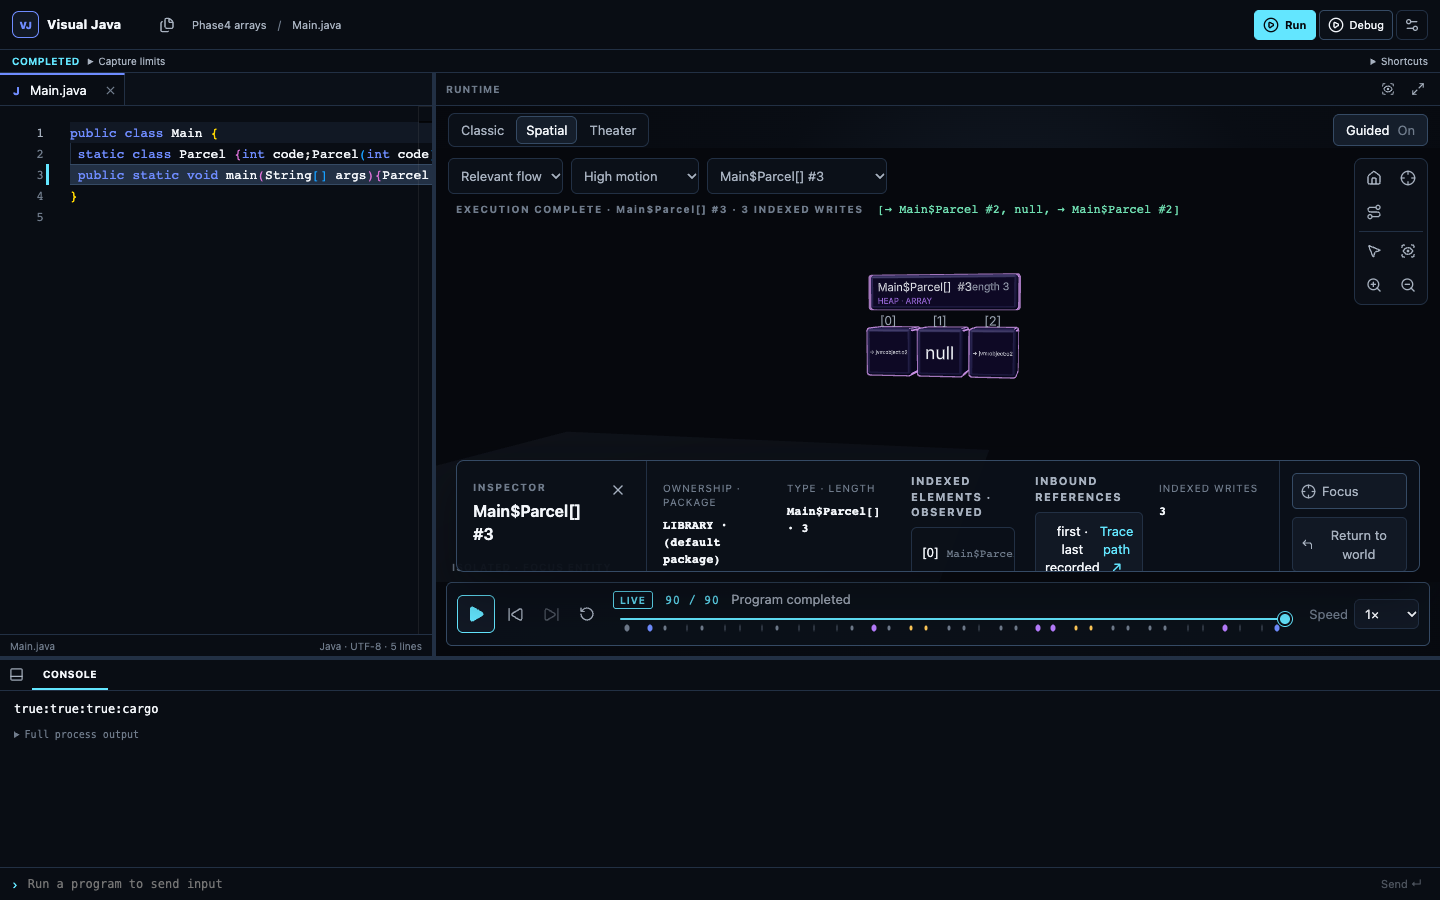 VJ Visual Java
Phase4 arrays / Main.java
Run
Debug
COMPLETED ▶ Capture limits
▶ Shortcuts
J Main.java ×
RUNTIME
1 public class Main {
2 static class Parcel {int code;Parcel(int code
3 public static void main(String[] args){Parcel
4 }
5
Classic Spatial Theater
Guided On
Relevant flow
High motion
Main$Parcel[] #3
EXECUTION COMPLETE · Main$Parcel[] #3 · 3 INDEXED WRITES [→ Main$Parcel #2, null, → Main$Parcel #2]
Main$Parcel[] #3 ength 3
HEAP · ARRAY
[0] [1] [2]
null
INSPECTOR ×
Main$Parcel[]
#3
OWNERSHIP ·
PACKAGE
LIBRARY ·
(default
package)
TYPE · LENGTH
Main$Parcel[]
· 3
INDEXED
ELEMENTS ·
OBSERVED
[0] Main$Parce
INBOUND
REFERENCES
first ·
last
recorded
Trace
path
↗
INDEXED WRITES
3
Focus
Return to
world
LIVE 90 / 90 Program completed
Speed 1×
Main.java
Java · UTF-8 · 5 lines
CONSOLE
true:true:true:cargo
▶ Full process output
› Run a program to send input
Send ↵